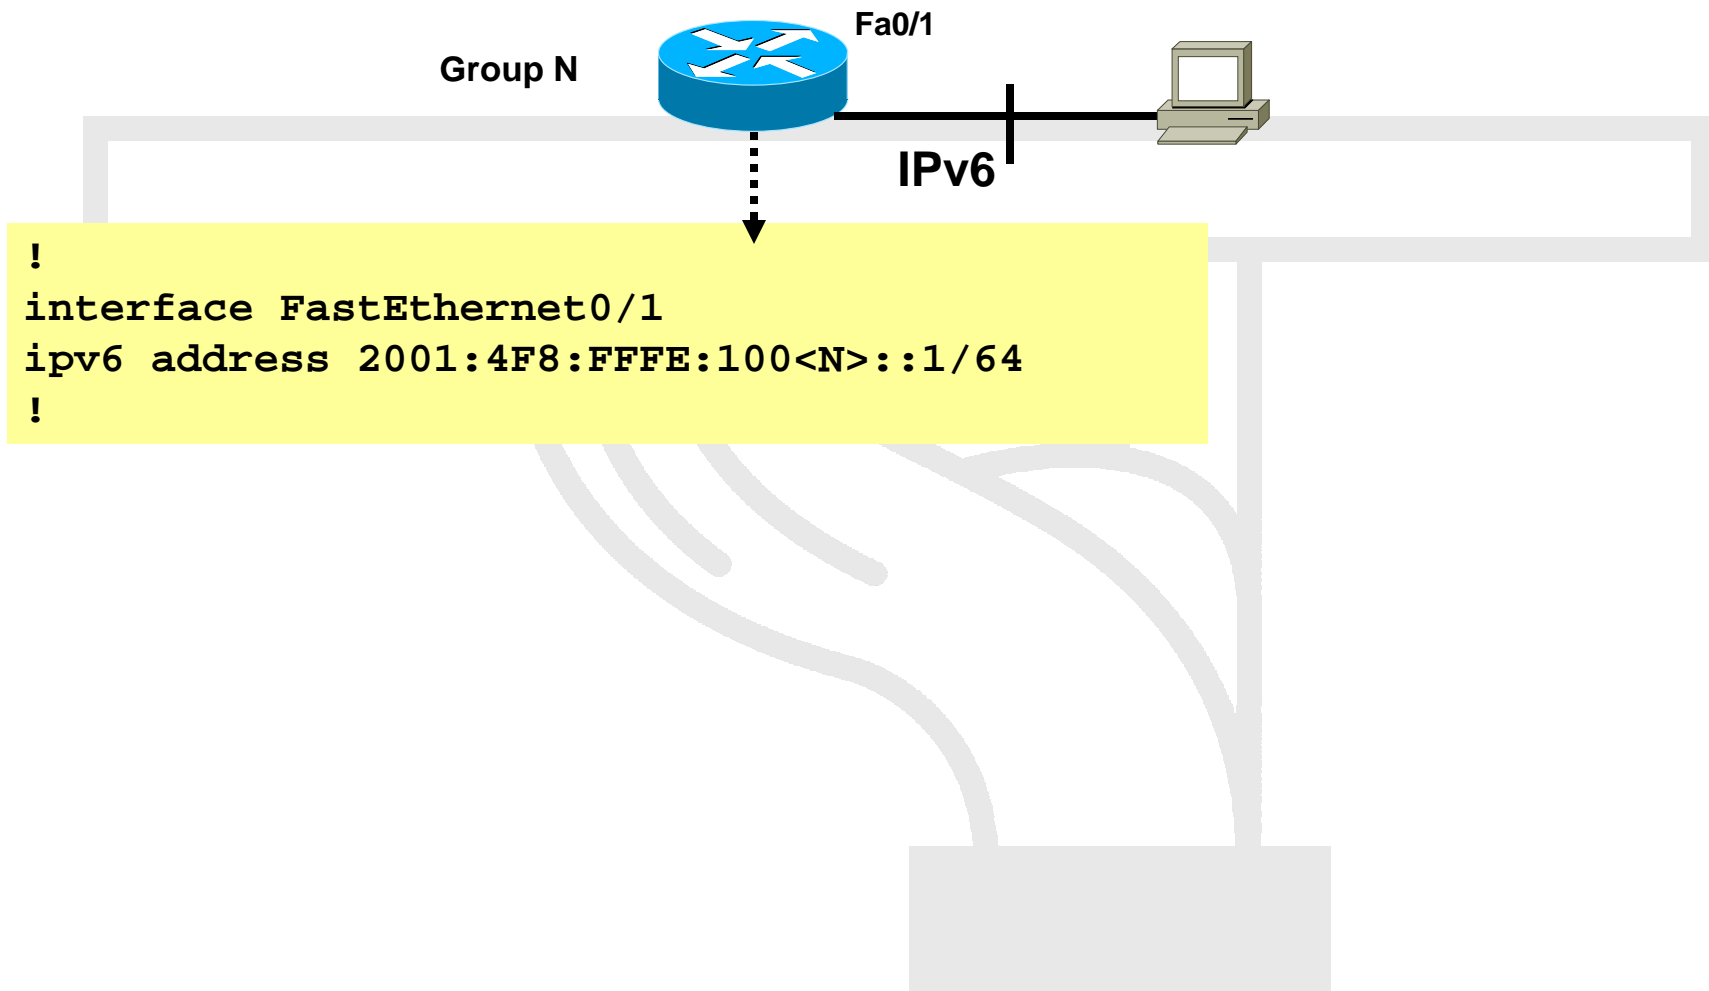 Fa0/1
Group N
IPv6
!
interface FastEthernet0/1
ipv6 address 2001:4F8:FFFE:100<N>::1/64
!